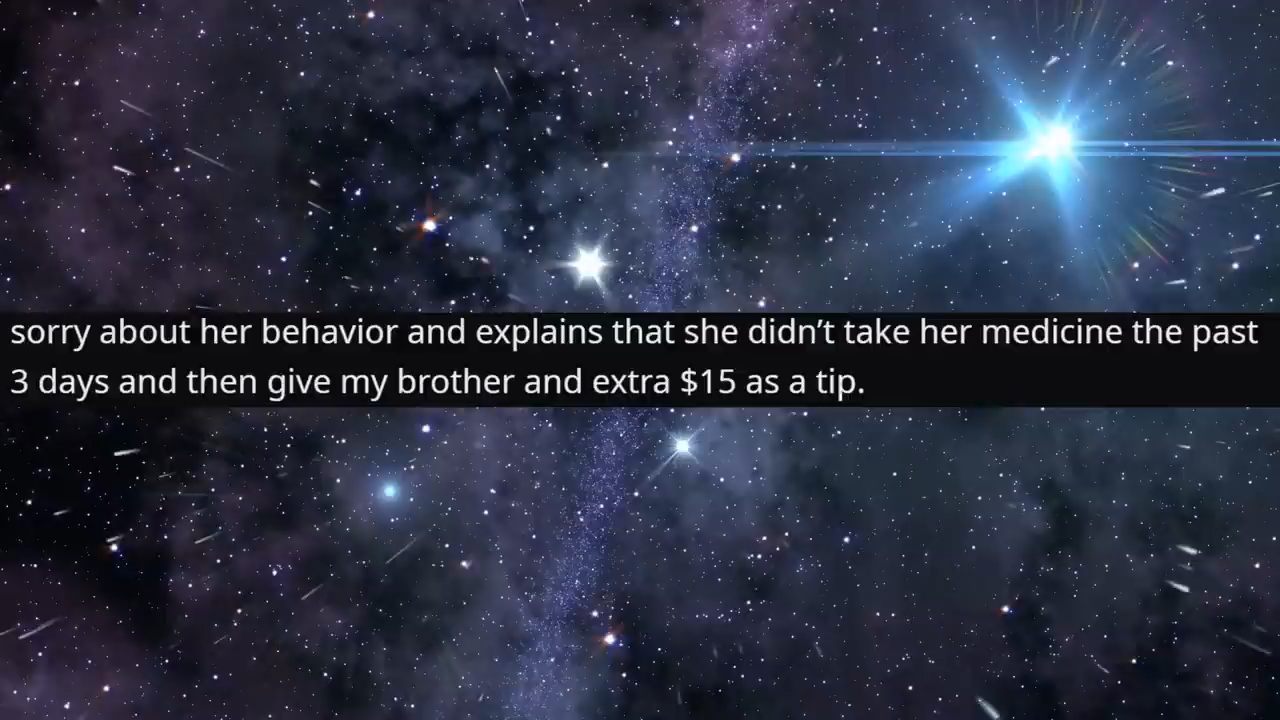 sorry about her behavior and explains that she didn’t take her medicine the past
3 days and then give my brother and extra $15 as a tip.